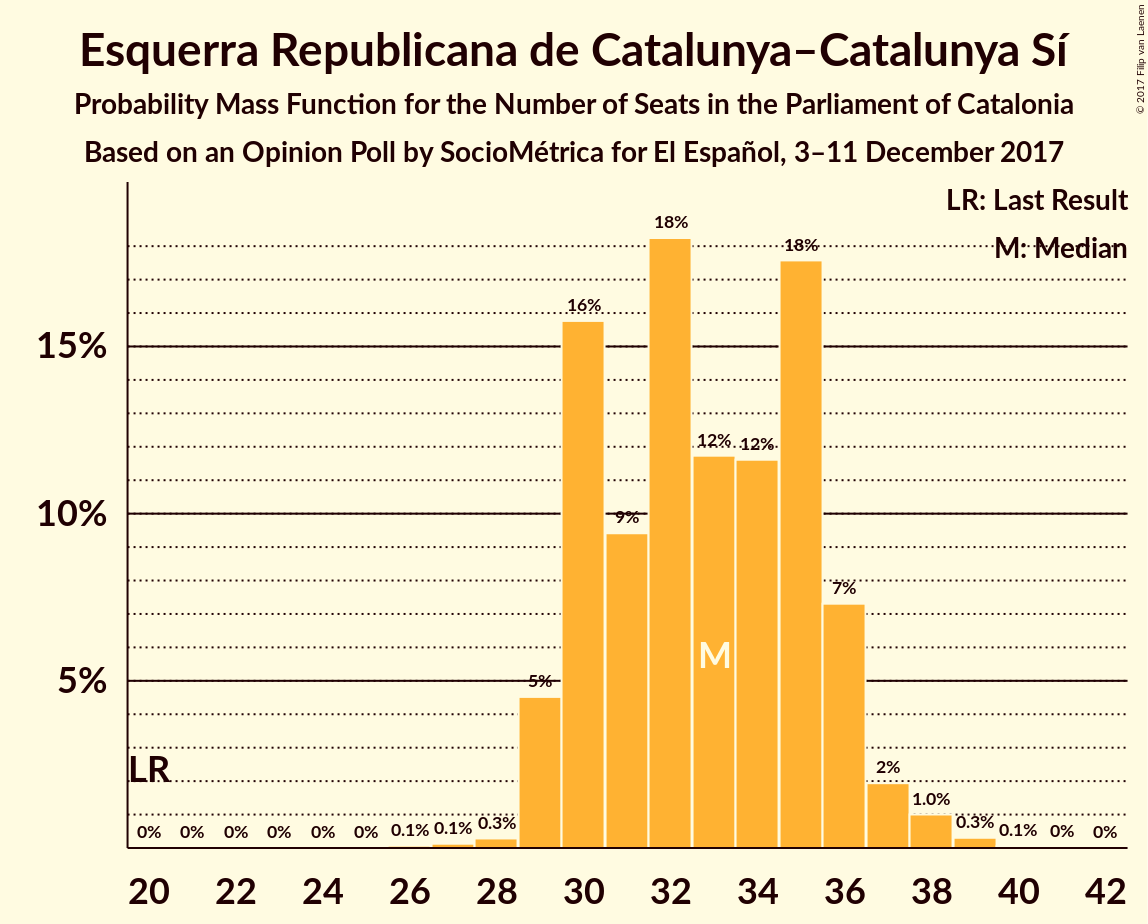 Esquerra Republicana de Catalunya–Catalunya Sí
Probability Mass Function for the Number of Seats in the Parliament of Catalonia
Based on an Opinion Poll by SocioMétrica for El Español, 3–11 December 2017
© 2017 Filip van Laenen
LR: Last Result
M: Median
15%
10%
5%
LR
M
0% 0% 0% 0% 0% 0% 0.1% 0.1% 0.3% 5% 16% 9% 18% 12% 12% 18% 7% 2% 1.0% 0.3% 0.1% 0% 0%
20 22 24 26 28 30 32 34 36 38 40 42